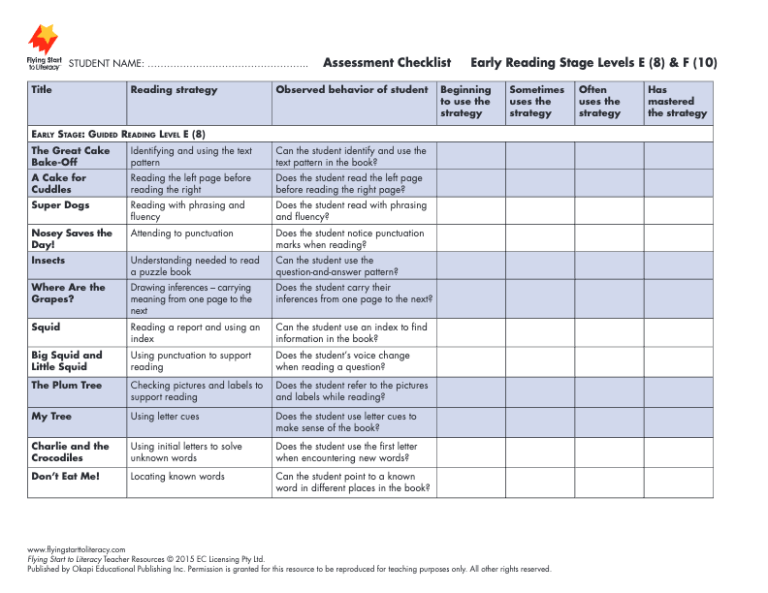 Flying Start
to Literacy™
STUDENT NAME: ................................................
Assessment Checklist
Early Reading Stage Levels E (8) & F (10)
Title
Reading strategy
Observed behavior of student
Beginning
to use the
strategy
Sometimes
uses the
strategy
Often
uses the
strategy
Has
mastered
the strategy
EARLY STAGE: GUIDED READING LEVEL E (8)
The Great Cake
Bake-Off
Identifying and using the text
pattern
Can the student identify and use the
text pattern in the book?
A Cake for
Cuddles
Reading the left page before
reading the right
Does the student read the left page
before reading the right page?
Super Dogs
Reading with phrasing and
fluency
Does the student read with phrasing
and fluency?
Nosey Saves the
Day!
Attending to punctuation
Does the student notice punctuation
marks when reading?
Insects
Understanding needed to read
a puzzle book
Can the student use the
question-and-answer pattern?
Where Are the
Grapes?
Drawing inferences – carrying
meaning from one page to the
next
Does the student carry their
inferences from one page to the next?
Squid
Reading a report and using an
index
Can the student use an index to find
information in the book?
Big Squid and
Little Squid
Using punctuation to support
reading
Does the student's voice change
when reading a question?
The Plum Tree
Checking pictures and labels to
support reading
Does the student refer to the pictures
and labels while reading?
My Tree
Using letter cues
Does the student use letter cues to
make sense of the book?
Charlie and the
Crocodiles
Using initial letters to solve
unknown words
Does the student use the first letter
when encountering new words?
Don't Eat Me!
Locating known words
Can the student point to a known
word in different places in the book?
www.flyingstarttoliteracy.com
Flying Start to Literacy Teacher Resources © 2015 EC Licensing Pty Ltd.
Published by Okapi Educational Publishing Inc. Permission is granted for this resource to be reproduced for teaching purposes only. All other rights reserved.